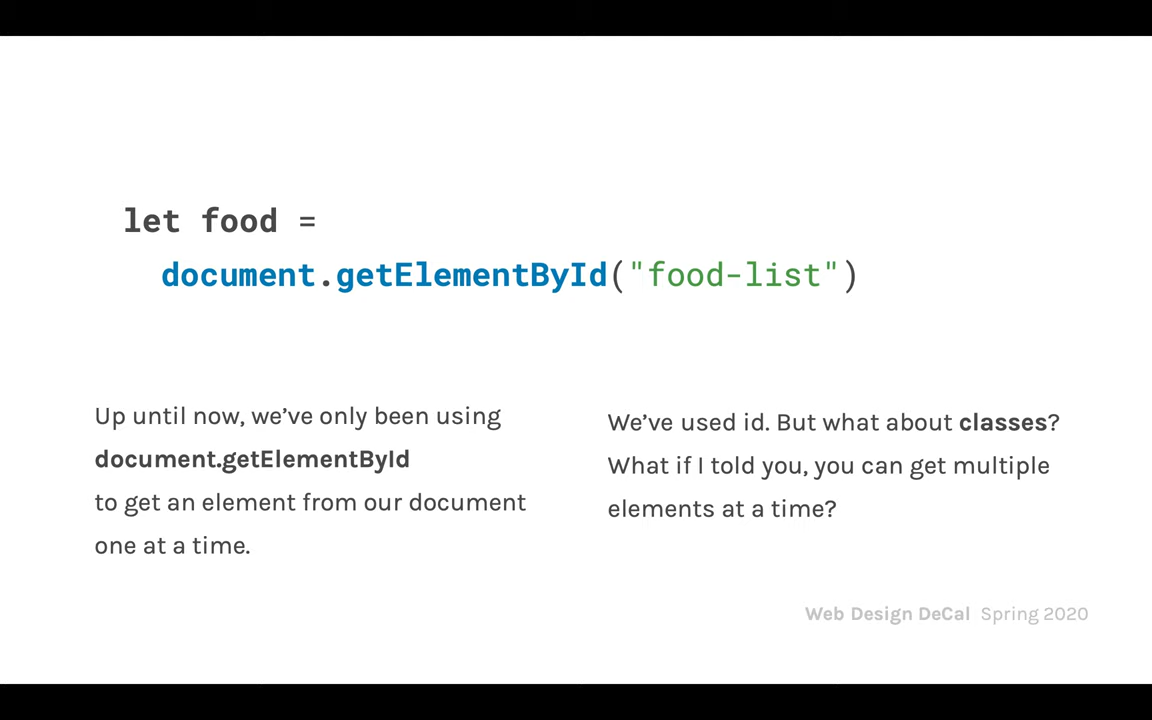 let food =
document.getElementById("food-list")
Up until now, we’ve only been using
document.getElementById
to get an element from our document
one at a time.
We’ve used id. But what about classes?
What if I told you, you can get multiple
elements at a time?
Web Design DeCal Spring 2020